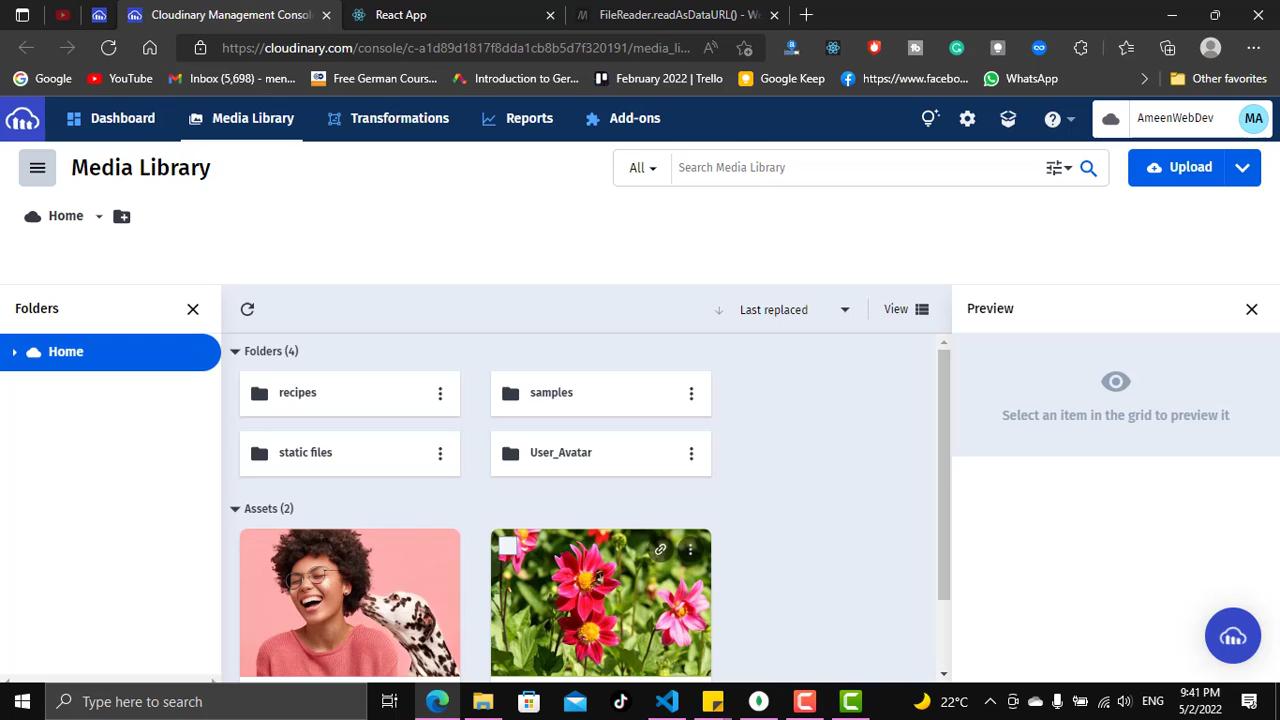 Cloudinary Management Consol
React App
FileReader.readAsDataURL() - We
https://cloudinary.com/console/c-a1d89d1817f8dda1cb8b5d7f320191/media_li...
Google
YouTube
Inbox (5,698) - men...
Free German Cours...
Introduction to Ger...
February 2022 | Trello
Google Keep
https://www.facebo...
WhatsApp
Other favorites
Dashboard
Media Library
Transformations
Reports
Add-ons
AmeenWebDev
MA
Media Library
All
Search Media Library
Upload
Home
Folders
Last replaced
View
Preview
Home
Folders (4)
recipes
samples
Select an item in the grid to preview it
static files
User_Avatar
Assets (2)
Type here to search
22°C
ENG
9:41 PM
5/2/2022